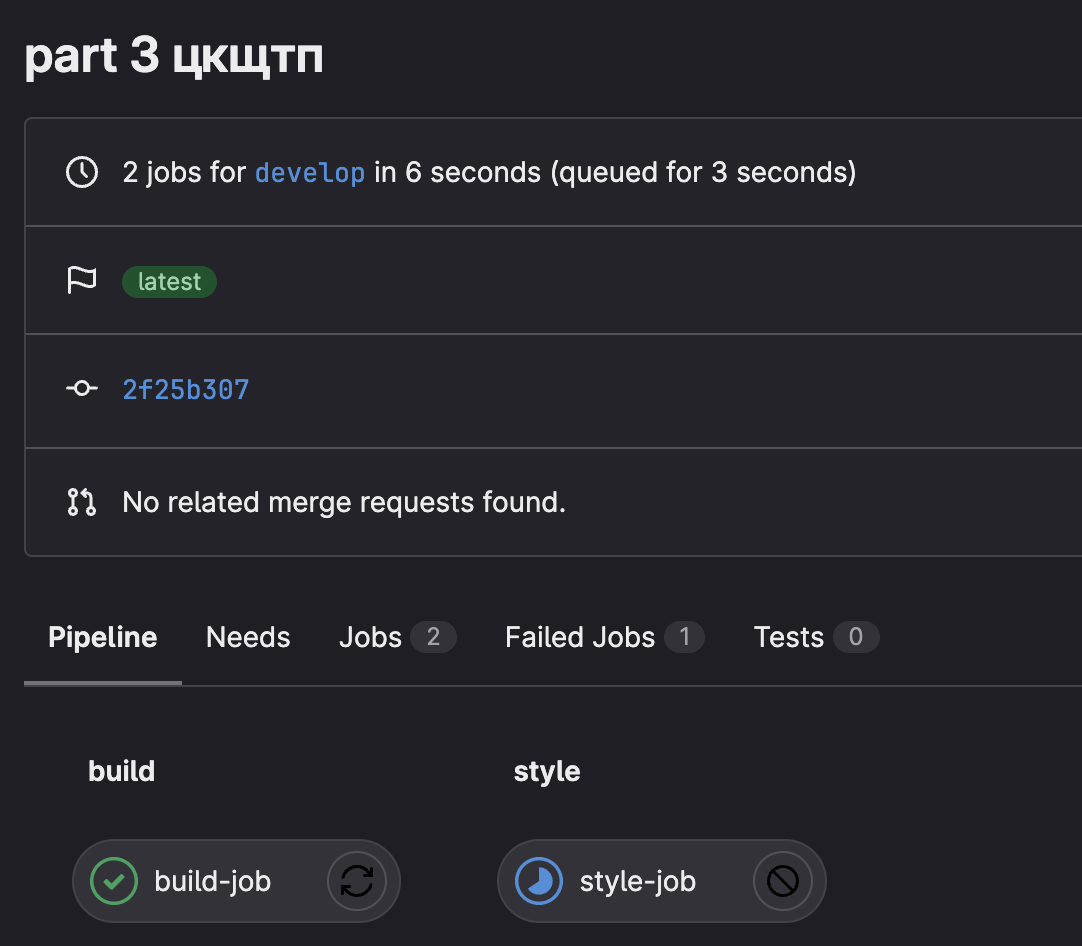 part 3 цкщтп
2 jobs for develop in 6 seconds (queued for 3 seconds)
latest
2f25b307
No related merge requests found.
Pipeline Needs Jobs 2 Failed Jobs 1 Tests 0
build style
build-job style-job